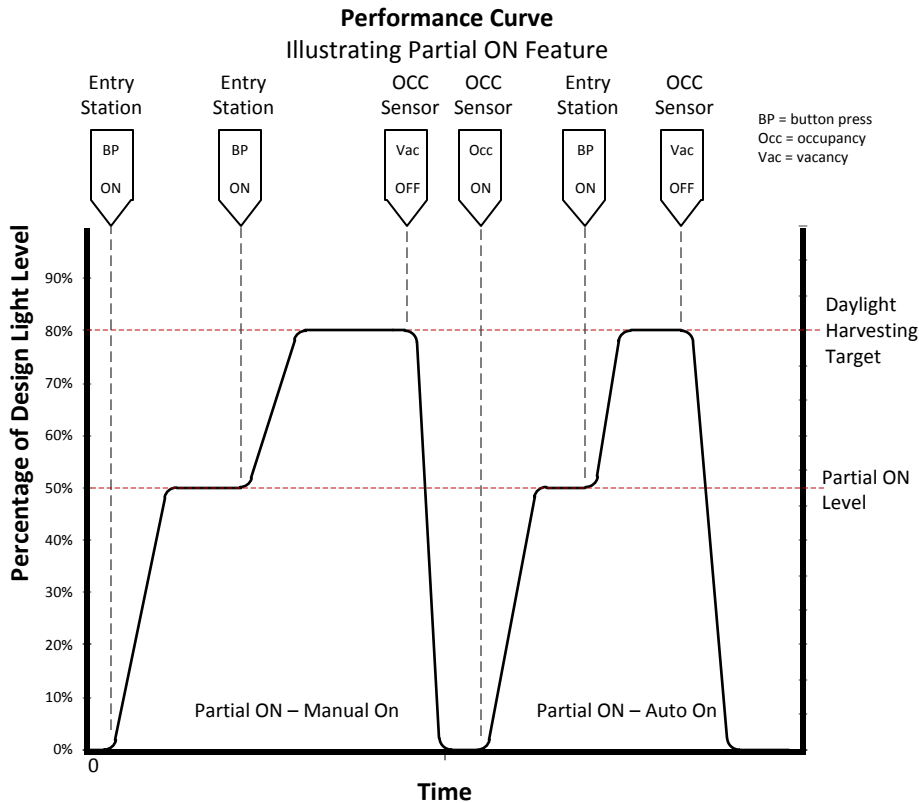 Performance Curve
Illustrating Partial ON Feature
Entry
Station
Entry
Station
OCC
Sensor
OCC
Sensor
Entry
Station
OCC
Sensor
BP
ON
BP
ON
Vac
OFF
Occ
ON
BP
ON
Vac
OFF
BP = button press
Occ = occupancy
Vac = vacancy
Percentage of Design Light Level
90%
80%
70%
60%
50%
40%
30%
20%
10%
0%
Daylight
Harvesting
Target
Partial ON
Level
Partial ON – Manual On
Partial ON – Auto On
0
Time